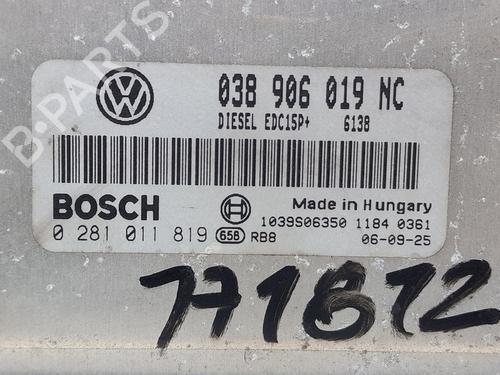 B-PARTS
038 906 019 NC
DIESEL EDC15P+ 6138
BOSCH
Made in Hungary
1039S06350 1184 0361
0 281 011 819 658 RB8 06-09-25
771612